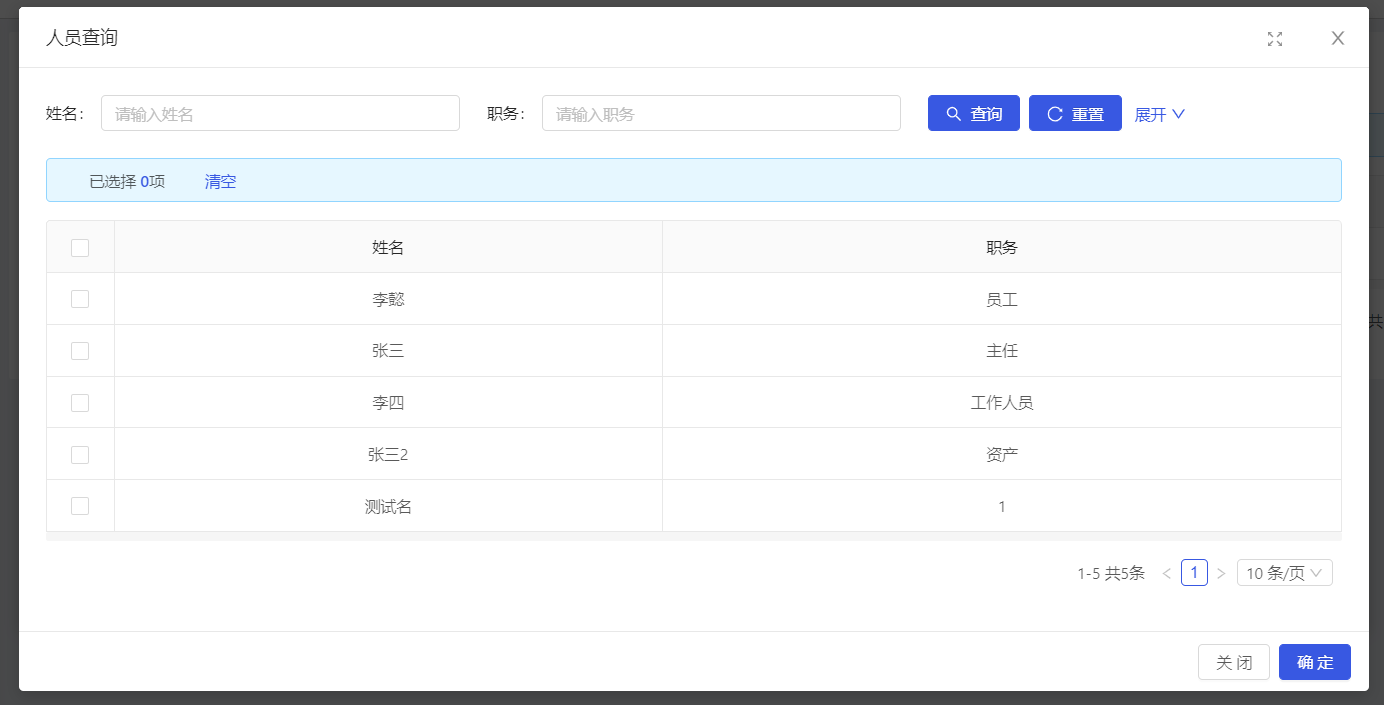 人员查询
姓名： 请输入姓名 职务： 请输入职务 查询 重置 展开
已选择 0项 清空
姓名 职务
李懿 员工
张三 主任
李四 工作人员
张三2 资产
测试名 1
共
1-5 共5条 < 1 > 10 条/页
关 闭 确 定